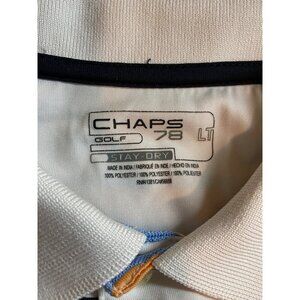 CHAPS
GOLF 78 LT
STAY-DRY
MADE IN INDIA / FABRIQUÉ EN INDE / HECHO EN INDIA
100% POLYESTER / 100% POLYESTER / 100% POLIESTER